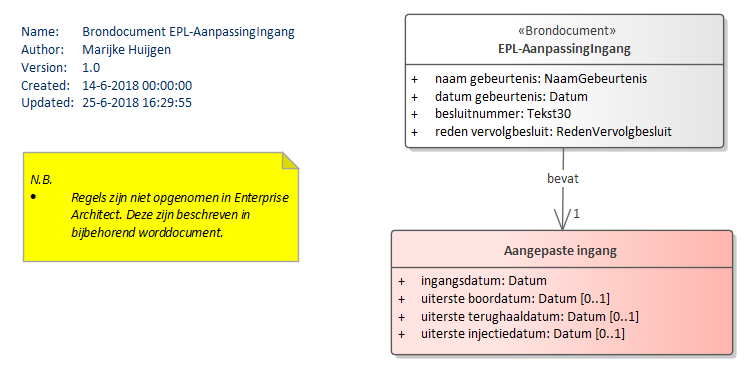 Name: Brondocument EPL-AanpassingIngang
Author: Marijke Huijgen
Version: 1.0
Created: 14-6-2018 00:00:00
Updated: 25-6-2018 16:29:55
N.B.
• Regels zijn niet opgenomen in Enterprise
Architect. Deze zijn beschreven in
bijbehorend worddocument.
«Brondocument»
EPL-AanpassingIngang
+ naam gebeurtenis: NaamGebeurtenis
+ datum gebeurtenis: Datum
+ besluitnummer: Tekst30
+ reden vervolgbesluit: RedenVervolgbesluit
bevat
1
Aangepaste ingang
+ ingangsdatum: Datum
+ uiterste boordatum: Datum [0..1]
+ uiterste terughaaldatum: Datum [0..1]
+ uiterste injectiedatum: Datum [0..1]